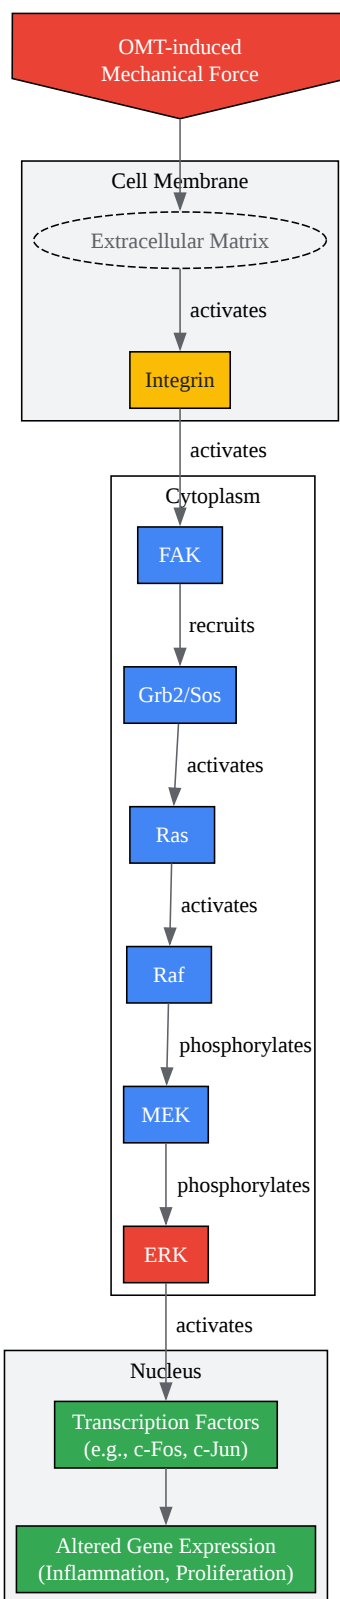 OMT-induced
Mechanical Force
Cell Membrane
Extracellular Matrix
activates
Integrin
activates
Cytoplasm
FAK
recruits
Grb2/Sos
activates
Ras
activates
Raf
phosphorylates
MEK
phosphorylates
ERK
activates
Nucleus
Transcription Factors
(e.g., c-Fos, c-Jun)
Altered Gene Expression
(Inflammation, Proliferation)